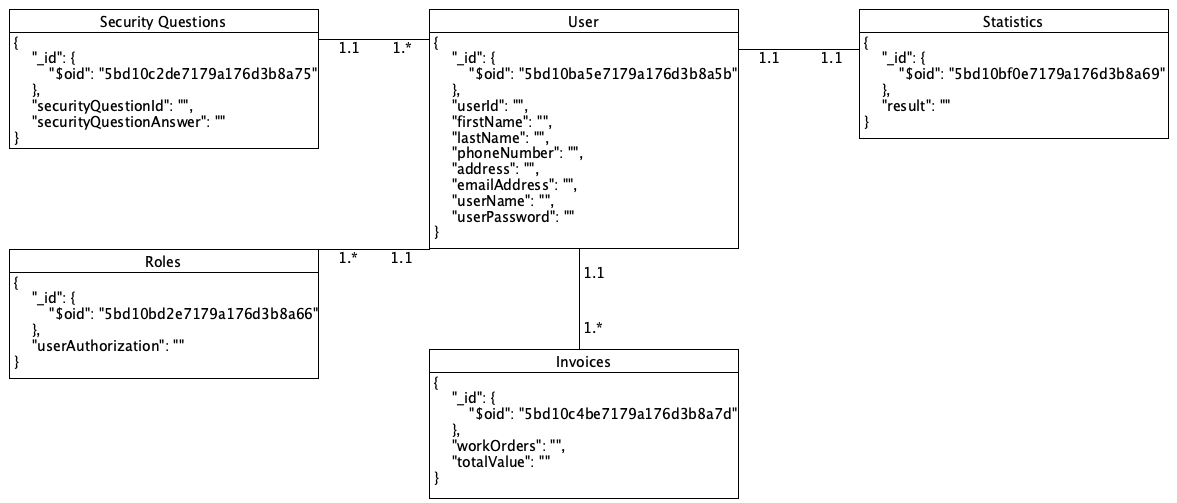 Security Questions
{
"_id": {
"$oid": "5bd10c2de7179a176d3b8a75"
},
"securityQuestionId": "",
"securityQuestionAnswer": ""
}
1.1
1.*
User
{
"_id": {
"$oid": "5bd10ba5e7179a176d3b8a5b"
},
"userId": "",
"firstName": "",
"lastName": "",
"phoneNumber": "",
"address": "",
"emailAddress": "",
"userName": "",
"userPassword": ""
}
1.1
1.1
Statistics
{
"_id": {
"$oid": "5bd10bf0e7179a176d3b8a69"
},
"result": ""
}
Roles
{
"_id": {
"$oid": "5bd10bd2e7179a176d3b8a66"
},
"userAuthorization": ""
}
1.*
1.1
1.1
1.*
Invoices
{
"_id": {
"$oid": "5bd10c4be7179a176d3b8a7d"
},
"workOrders": "",
"totalValue": ""
}